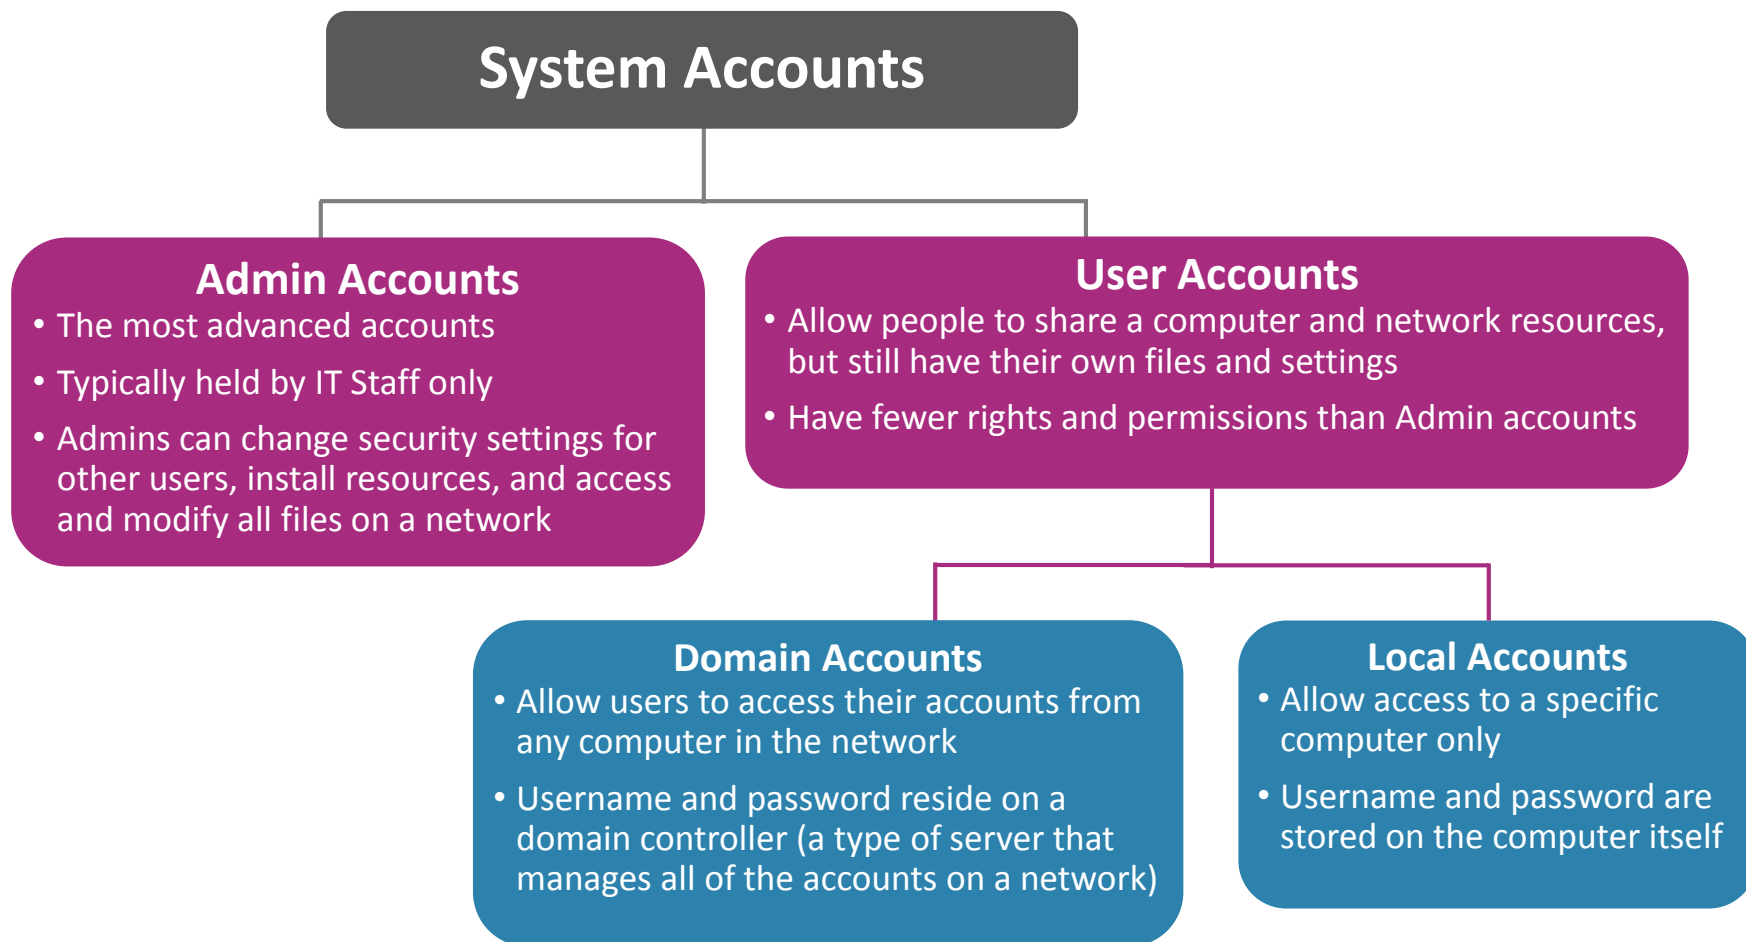 System Accounts
Admin Accounts
• The most advanced accounts
• Typically held by IT Staff only
• Admins can change security settings for
other users, install resources, and access
and modify all files on a network
User Accounts
• Allow people to share a computer and network resources,
but still have their own files and settings
• Have fewer rights and permissions than Admin accounts
Domain Accounts
• Allow users to access their accounts from
any computer in the network
• Username and password reside on a
domain controller (a type of server that
manages all of the accounts on a network)
Local Accounts
• Allow access to a specific
computer only
• Username and password are
stored on the computer itself